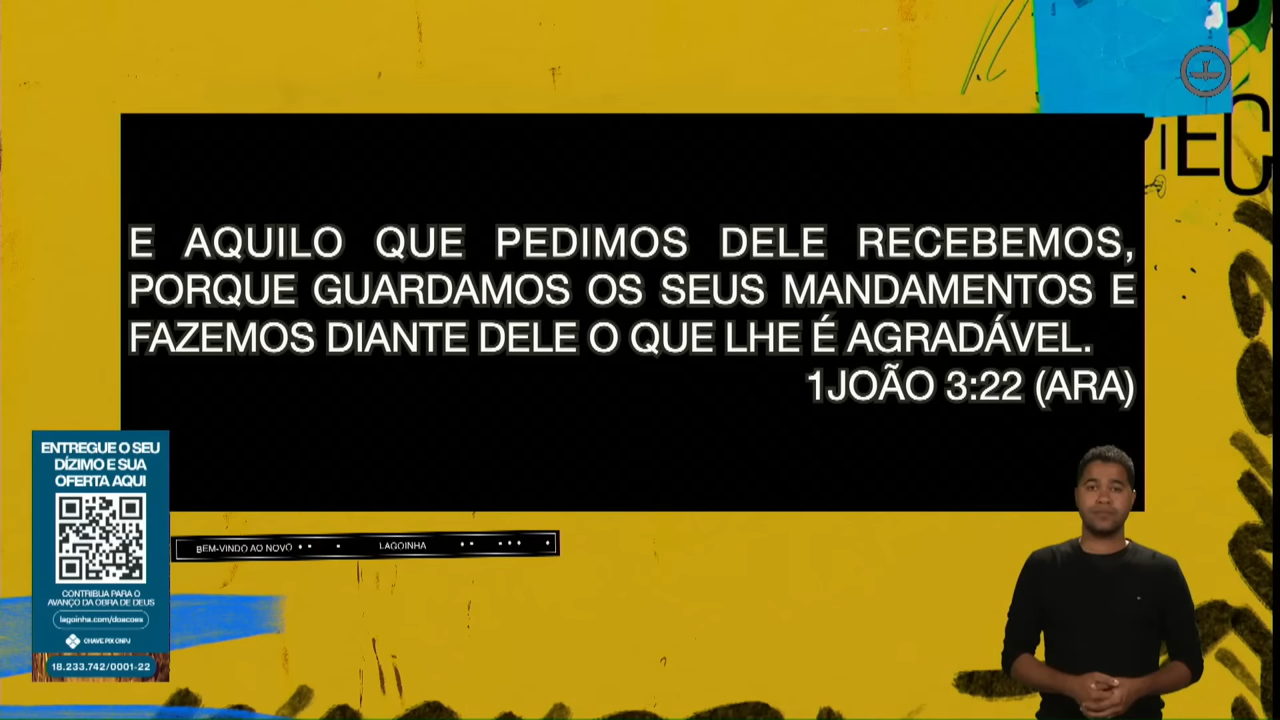 E AQUILO QUE PEDIMOS DELE RECEBEMOS,
PORQUE GUARDAMOS OS SEUS MANDAMENTOS E
FAZEMOS DIANTE DELE O QUE LHE É AGRADÁVEL.
1JOÃO 3:22 (ARA)
ENTREGUE O SEU
DÍZIMO E SUA
OFERTA AQUI
CONTRIBUA PARA O
AVANÇO DA OBRA DE DEUS
lagoinha.com/doacoes
CHAVE PIX CNPJ
18.233.742/0001-22
BEM-VINDO AO NOVO
LAGOINHA